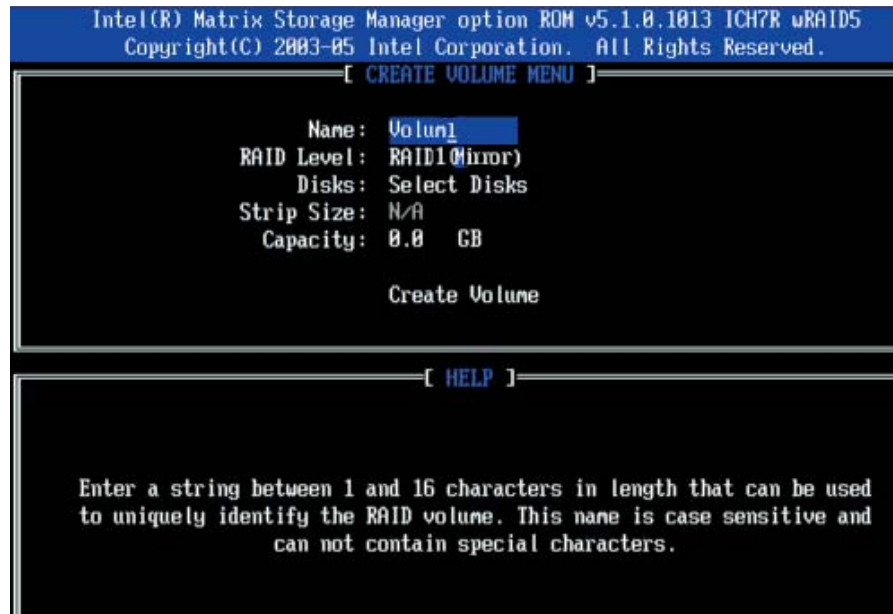 Intel(R) Matrix Storage Manager option ROM v5.1.0.1013 ICH7R wRAID5
Copyright(C) 2003-05 Intel Corporation. All Rights Reserved.
[ CREATE VOLUME MENU ]
Name: Volum1
RAID Level: RAID1(Mirror)
Disks: Select Disks
Strip Size: N/A
Capacity: 0.0 GB
Create Volume
[ HELP ]
Enter a string between 1 and 16 characters in length that can be used
to uniquely identify the RAID volume. This name is case sensitive and
can not contain special characters.